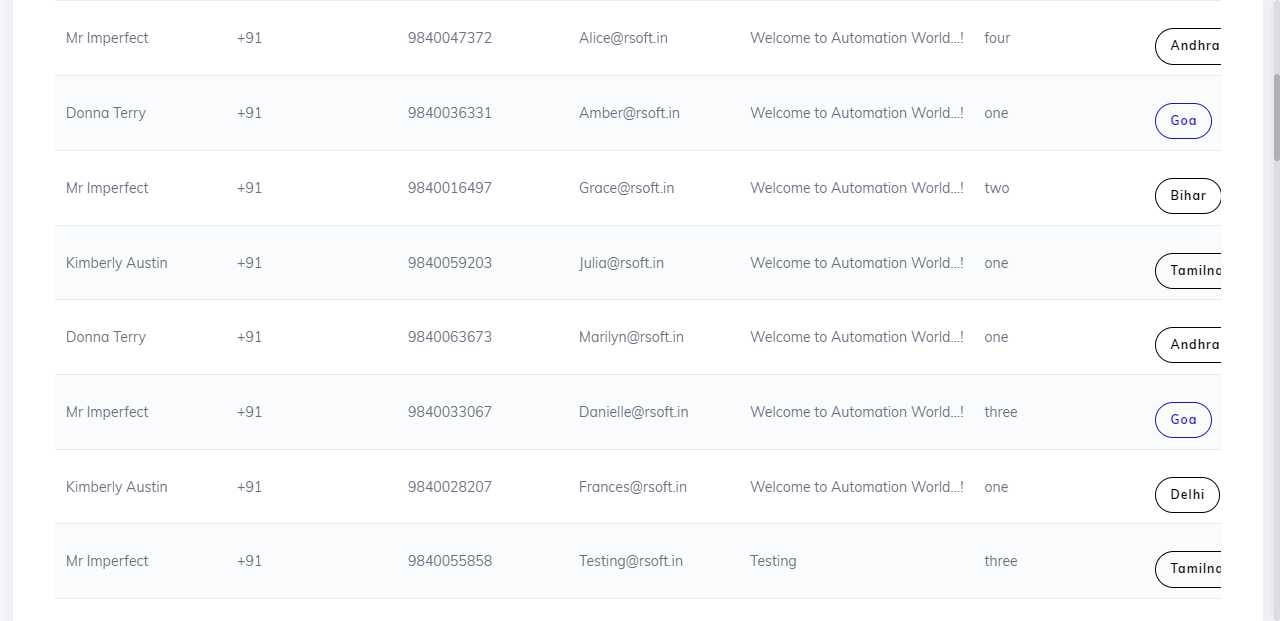 Mr Imperfect +91 9840047372 Alice@rsoft.in Welcome to Automation World...! four Andhra
Donna Terry +91 9840036331 Amber@rsoft.in Welcome to Automation World...! one Goa
Mr Imperfect +91 9840016497 Grace@rsoft.in Welcome to Automation World...! two Bihar
Kimberly Austin +91 9840059203 Julia@rsoft.in Welcome to Automation World...! one Tamilna
Donna Terry +91 9840063673 Marilyn@rsoft.in Welcome to Automation World...! one Andhra
Mr Imperfect +91 9840033067 Danielle@rsoft.in Welcome to Automation World...! three Goa
Kimberly Austin +91 9840028207 Frances@rsoft.in Welcome to Automation World...! one Delhi
Mr Imperfect +91 9840055858 Testing@rsoft.in Testing three Tamilna